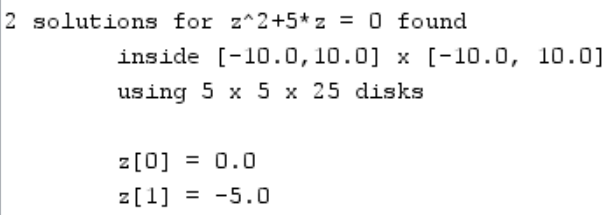 2 solutions for z^2+5*z = 0 found
inside [-10.0,10.0] x [-10.0, 10.0]
using 5 x 5 x 25 disks
z[0] = 0.0
z[1] = -5.0